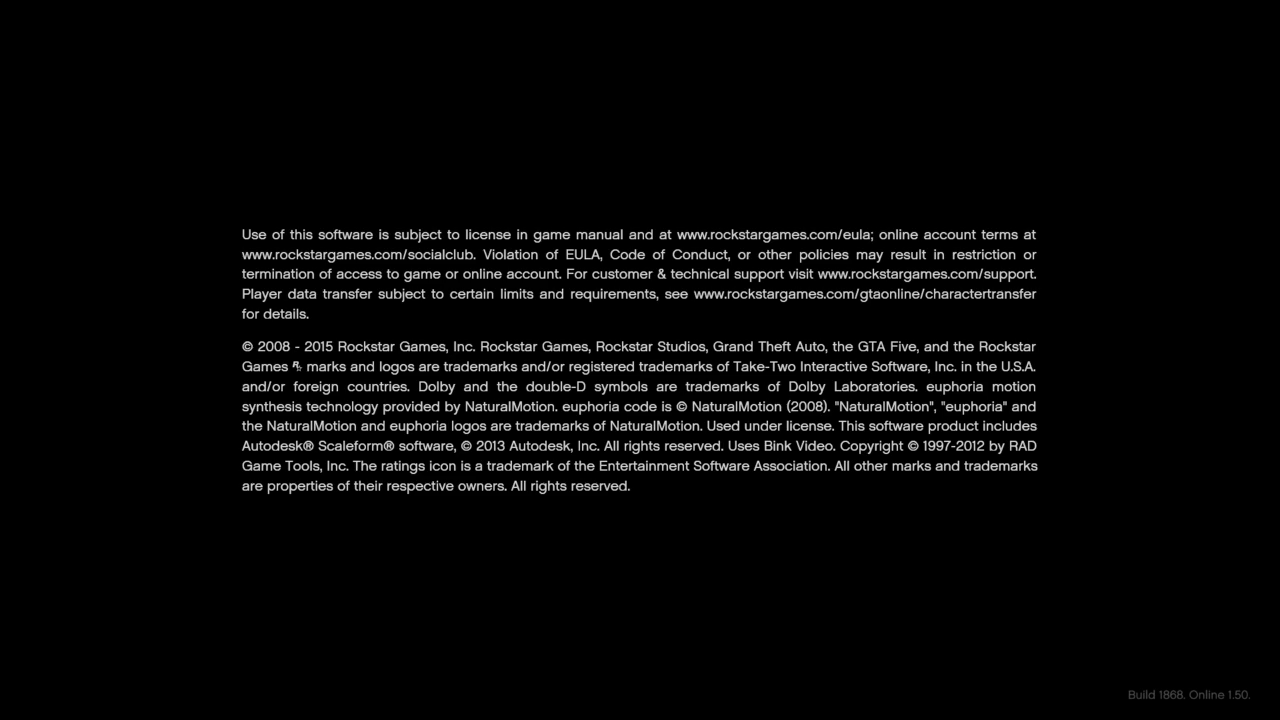 Use of this software is subject to license in game manual and at www.rockstargames.com/eula; online account terms at
www.rockstargames.com/socialclub. Violation of EULA, Code of Conduct, or other policies may result in restriction or
termination of access to game or online account. For customer & technical support visit www.rockstargames.com/support.
Player data transfer subject to certain limits and requirements, see www.rockstargames.com/gtaonline/charactertransfer
for details.
© 2008 - 2015 Rockstar Games, Inc. Rockstar Games, Rockstar Studios, Grand Theft Auto, the GTA Five, and the Rockstar
Games R* marks and logos are trademarks and/or registered trademarks of Take-Two Interactive Software, Inc. in the U.S.A.
and/or foreign countries. Dolby and the double-D symbols are trademarks of Dolby Laboratories. euphoria motion
synthesis technology provided by NaturalMotion. euphoria code is © NaturalMotion (2008). "NaturalMotion", "euphoria" and
the NaturalMotion and euphoria logos are trademarks of NaturalMotion. Used under license. This software product includes
Autodesk® Scaleform® software, © 2013 Autodesk, Inc. All rights reserved. Uses Bink Video. Copyright © 1997-2012 by RAD
Game Tools, Inc. The ratings icon is a trademark of the Entertainment Software Association. All other marks and trademarks
are properties of their respective owners. All rights reserved.
Build 1868. Online 1.50.